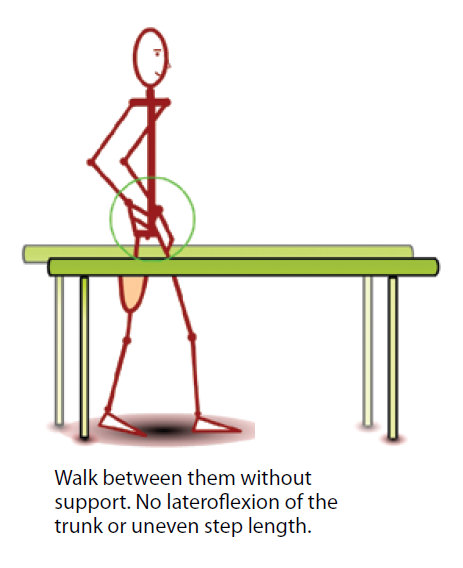 Walk between them without
support. No lateroflexion of the
trunk or uneven step length.